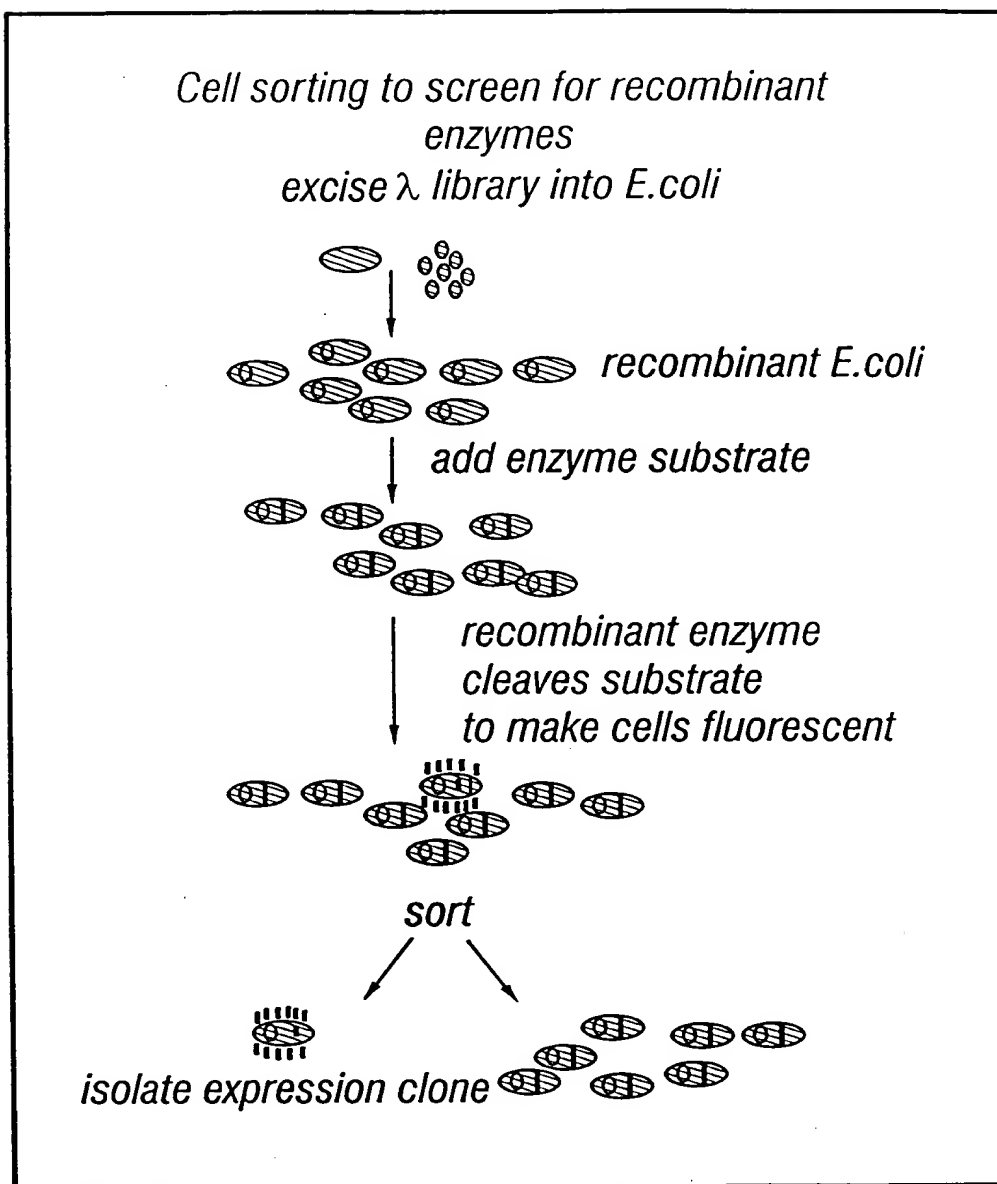 Cell sorting to screen for recombinant
enzymes
excise λ library into E.coli
recombinant E.coli
add enzyme substrate
recombinant enzyme
cleaves substrate
to make cells fluorescent
sort
isolate expression clone